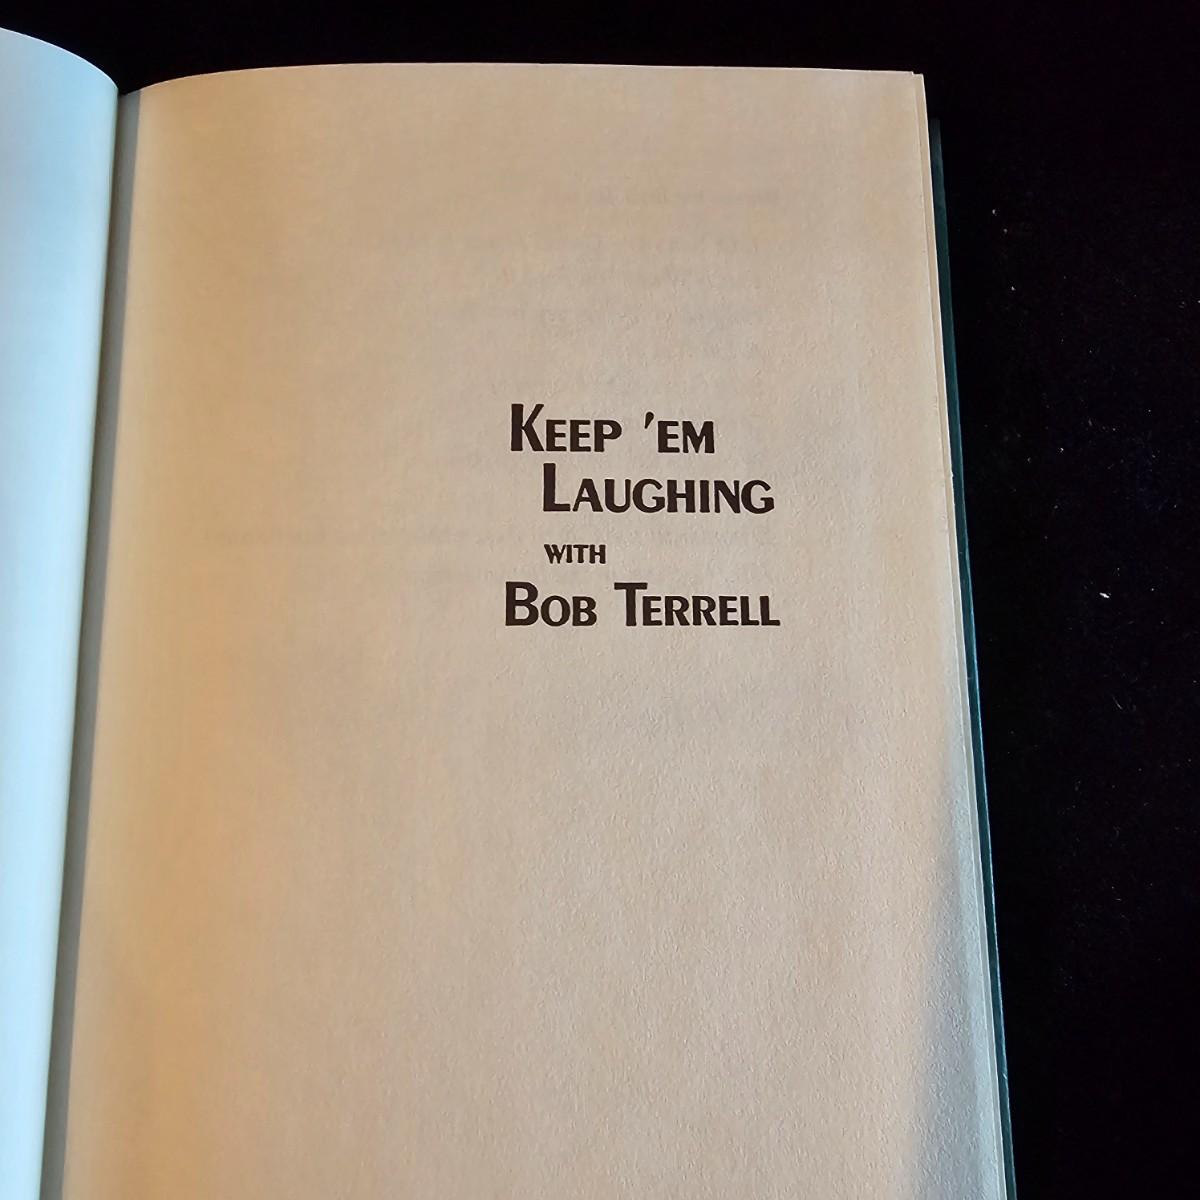 KEEP 'EM
LAUGHING
WITH
BOB TERRELL